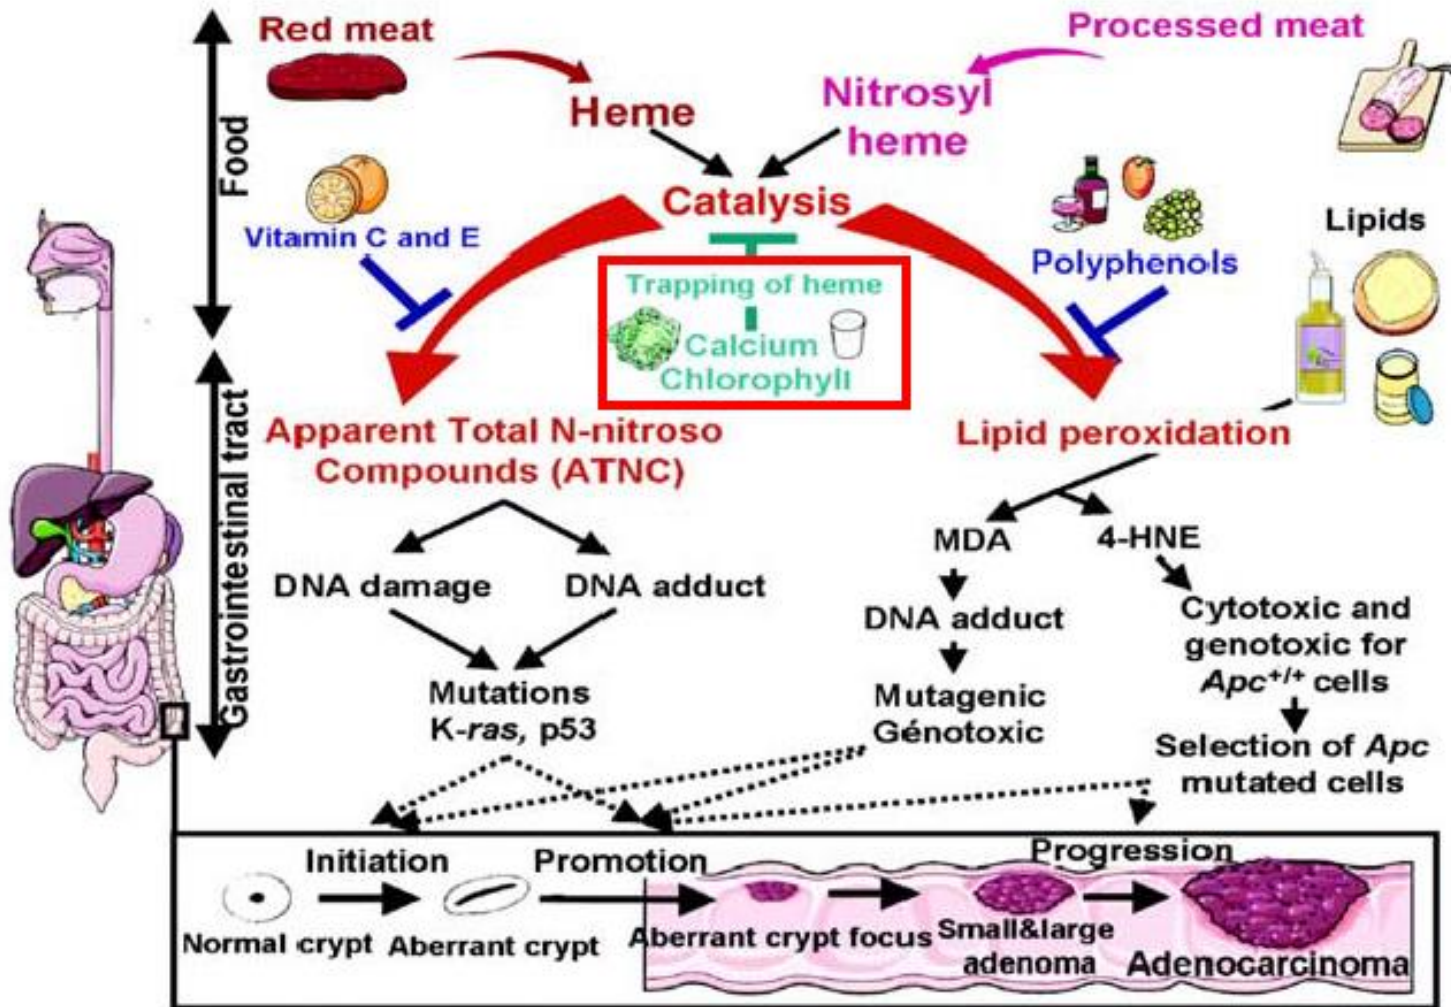 Red meat
Processed meat
Heme
Nitrosyl
heme
Food
Catalysis
Vitamin C and E
Polyphenols
Lipids
Trapping of heme
Calcium
Chlorophyll
Gastrointestinal tract
Apparent Total N-nitroso
Compounds (ATNC)
Lipid peroxidation
DNA damage
DNA adduct
MDA
4-HNE
DNA adduct
Cytotoxic and
genotoxic for
Apc+/+ cells
Mutations
K-ras, p53
Mutagenic
Génotoxic
Selection of Apc
mutated cells
Initiation
Promotion
Progression
Normal crypt
Aberrant crypt
Aberrant crypt focus
Small&large
adenoma
Adenocarcinoma